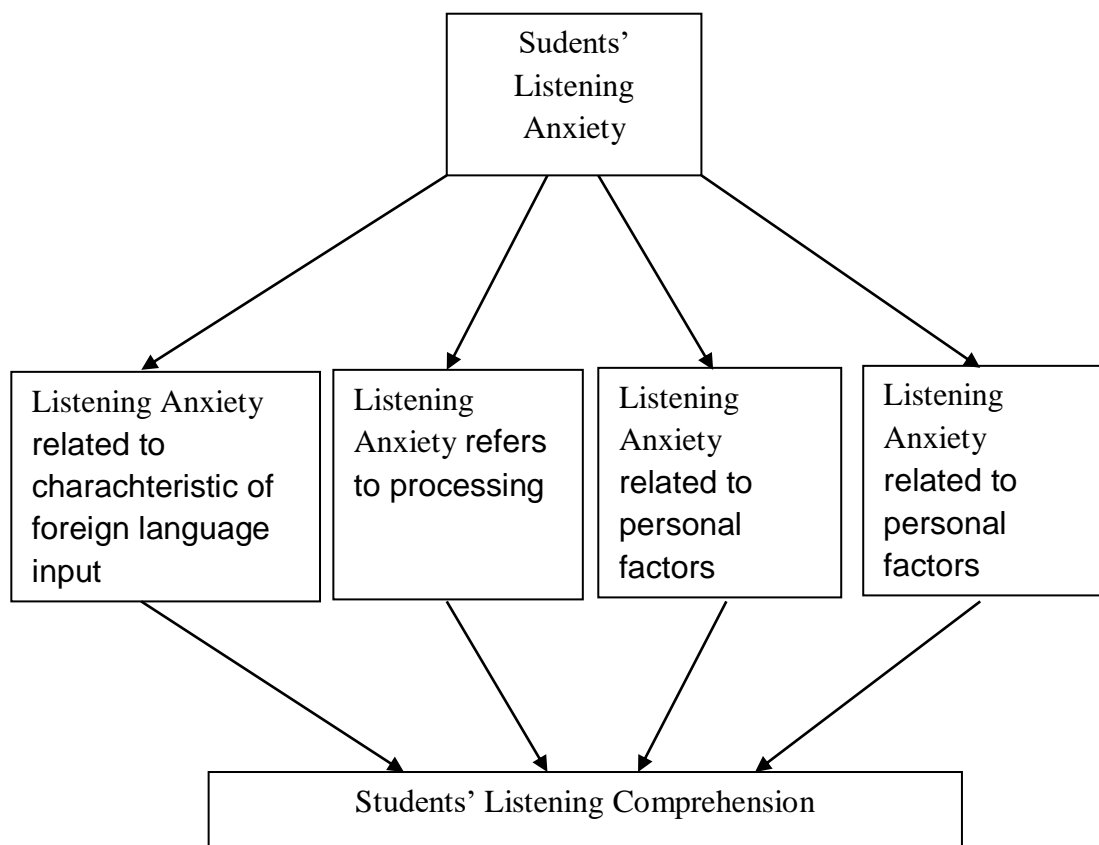 Sudents’
Listening
Anxiety
Listening Anxiety
related to
charachteristic of
foreign language
input
Listening
Anxiety refers
to processing
Listening
Anxiety
related to
personal
factors
Listening
Anxiety
related to
personal
factors
Students’ Listening Comprehension